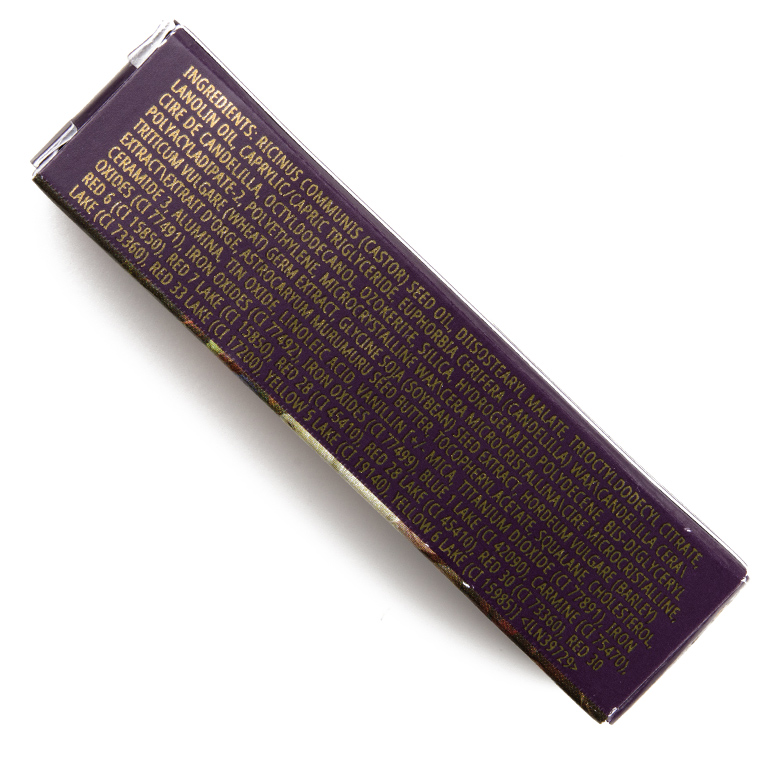 INGREDIENTS: RICINUS COMMUNIS (CASTOR) SEED OIL, DIISOSTEARYL MALATE, TRIOCTYLDODECYL CITRATE,
LANOLIN OIL, CAPRYLIC/CAPRIC TRIGLYCERIDE, EUPHORBIA CERIFERA (CANDELILLA) WAX\CANDELILLA CERA\
CIRE DE CANDELILLA, OCTYLDODECANOL, OZOKERITE, SILICA, HYDROGENATED POLYDECENE, BIS-DIGLYCERYL
POLYACYLADIPATE-2, POLYETHYLENE, MICROCRYSTALLINE WAX\CERA MICROCRISTALLINA\CIRE MICROCRISTALLINE,
TRITICUM VULGARE (WHEAT) GERM EXTRACT, GLYCINE SOJA (SOYBEAN) SEED EXTRACT, HORDEUM VULGARE (BARLEY)
EXTRACT\EXTRAIT D'ORGE, ASTROCARYUM MURUMURU SEED BUTTER, TOCOPHERYL ACETATE, SQUALANE, CHOLESTEROL,
CERAMIDE 3, ALUMINA, TIN OXIDE, LINOLEIC ACID, VANILLIN, [+/- MICA, TITANIUM DIOXIDE (CI 77891), IRON
OXIDES (CI 77491), IRON OXIDES (CI 77492), IRON OXIDES (CI 77499), BLUE 1 LAKE (CI 42090), CARMINE (CI 75470),
RED 6 (CI 15850), RED 7 LAKE (CI 15850), RED 28 (CI 45410), RED 28 LAKE (CI 45410), RED 30 (CI 73360), RED 30
LAKE (CI 73360), RED 33 LAKE (CI 17200), YELLOW 5 LAKE (CI 19140), YELLOW 6 LAKE (CI 15985)] <ILN39729>